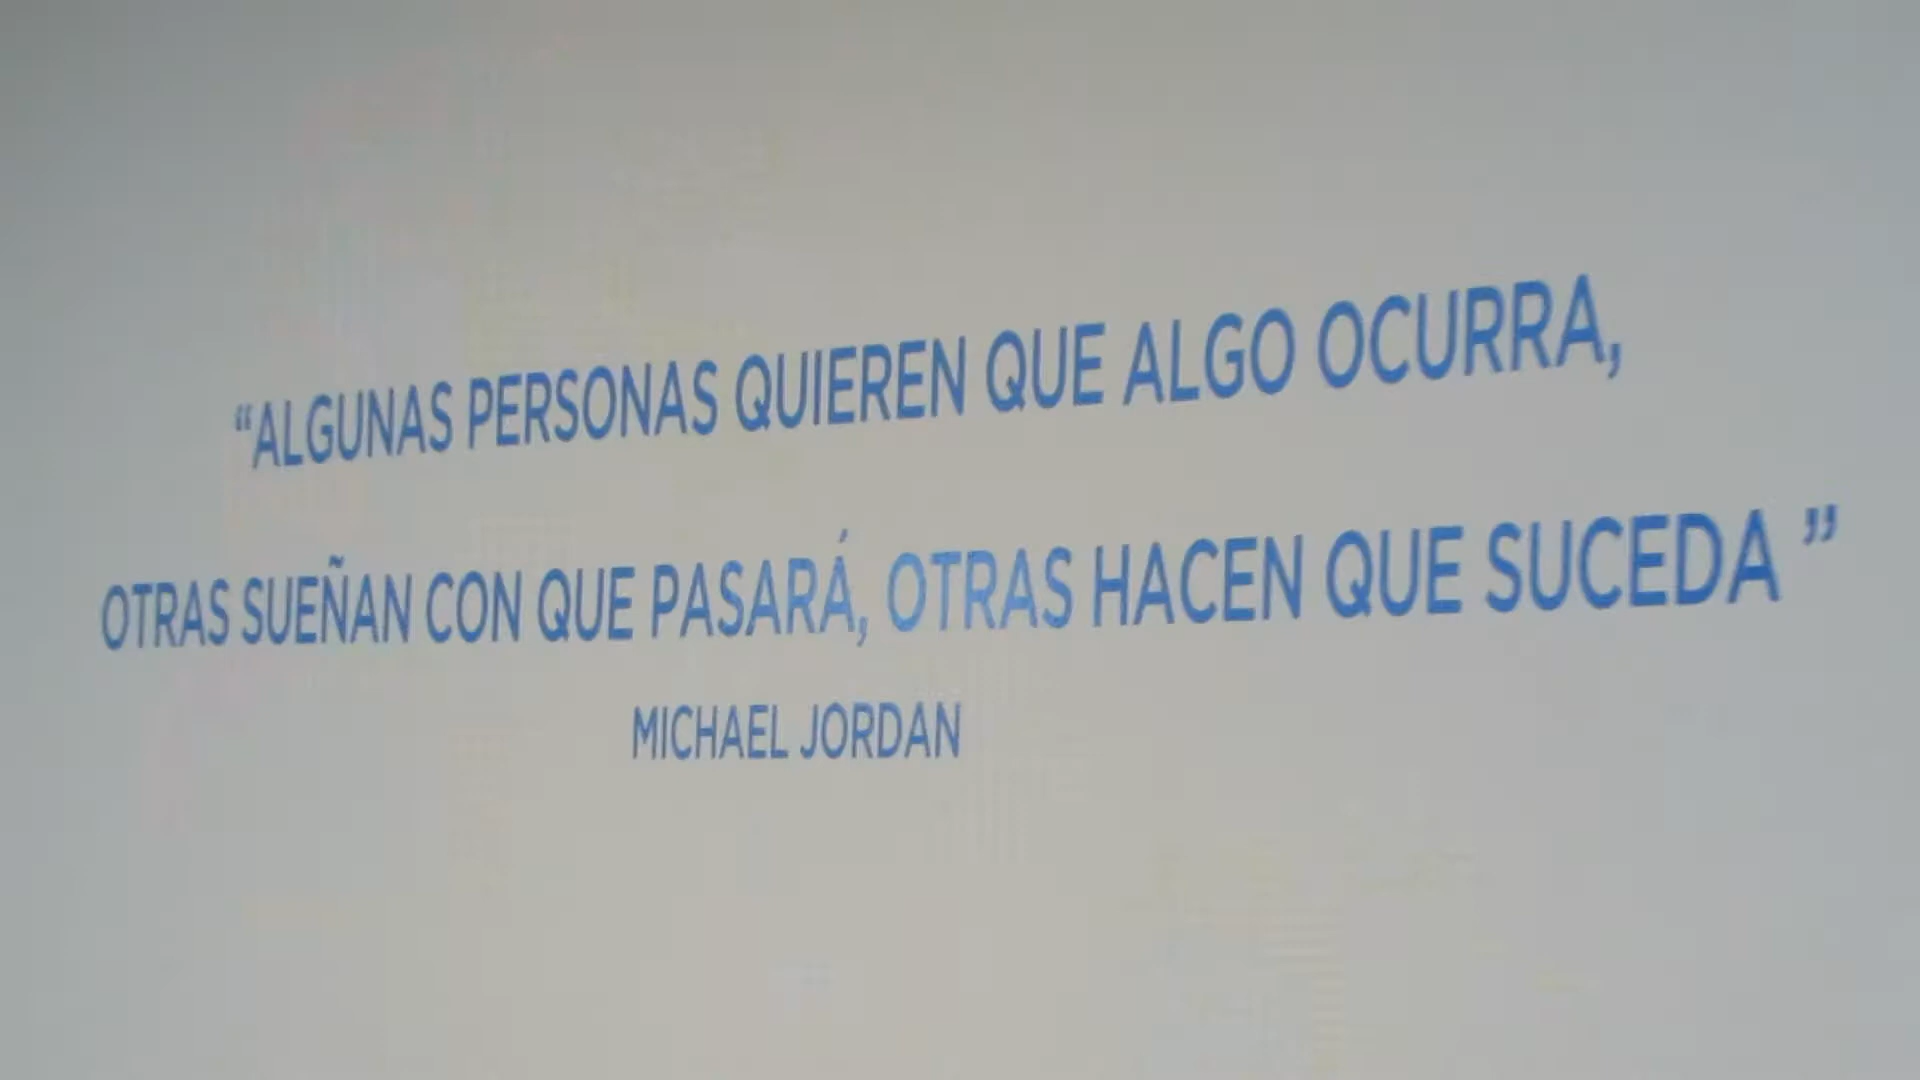 “ALGUNAS PERSONAS QUIEREN QUE ALGO OCURRA,
OTRAS SUEÑAN CON QUE PASARÁ, OTRAS HACEN QUE SUCEDA ”
MICHAEL JORDAN